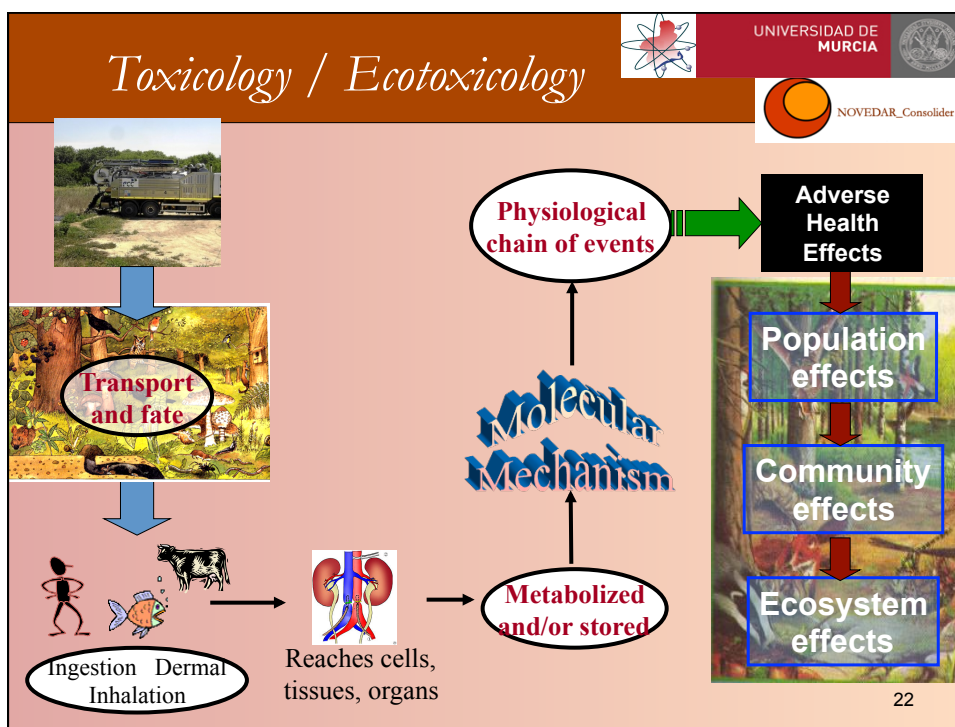 Toxicology / Ecotoxicology
UNIVERSIDAD DE
MURCIA
NOVEDAR_Consolider
Transport
and fate
Ingestion Dermal
Inhalation
Reaches cells,
tissues, organs
Metabolized
and/or stored
Molecular
Mechanism
Physiological
chain of events
Adverse
Health
Effects
Population
effects
Community
effects
Ecosystem
effects
22